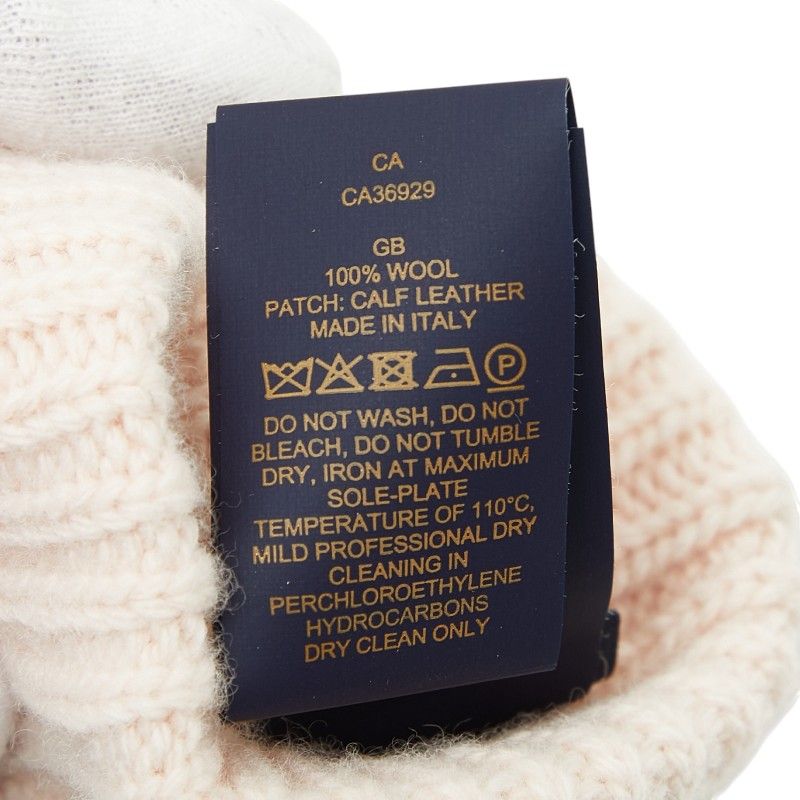 CA
CA36929
GB
100% WOOL
PATCH: CALF LEATHER
MADE IN ITALY
P
DO NOT WASH, DO NOT
BLEACH, DO NOT TUMBLE
DRY, IRON AT MAXIMUM
SOLE-PLATE
TEMPERATURE OF 110°C,
MILD PROFESSIONAL DRY
CLEANING IN
PERCHLOROETHYLENE
HYDROCARBONS
DRY CLEAN ONLY